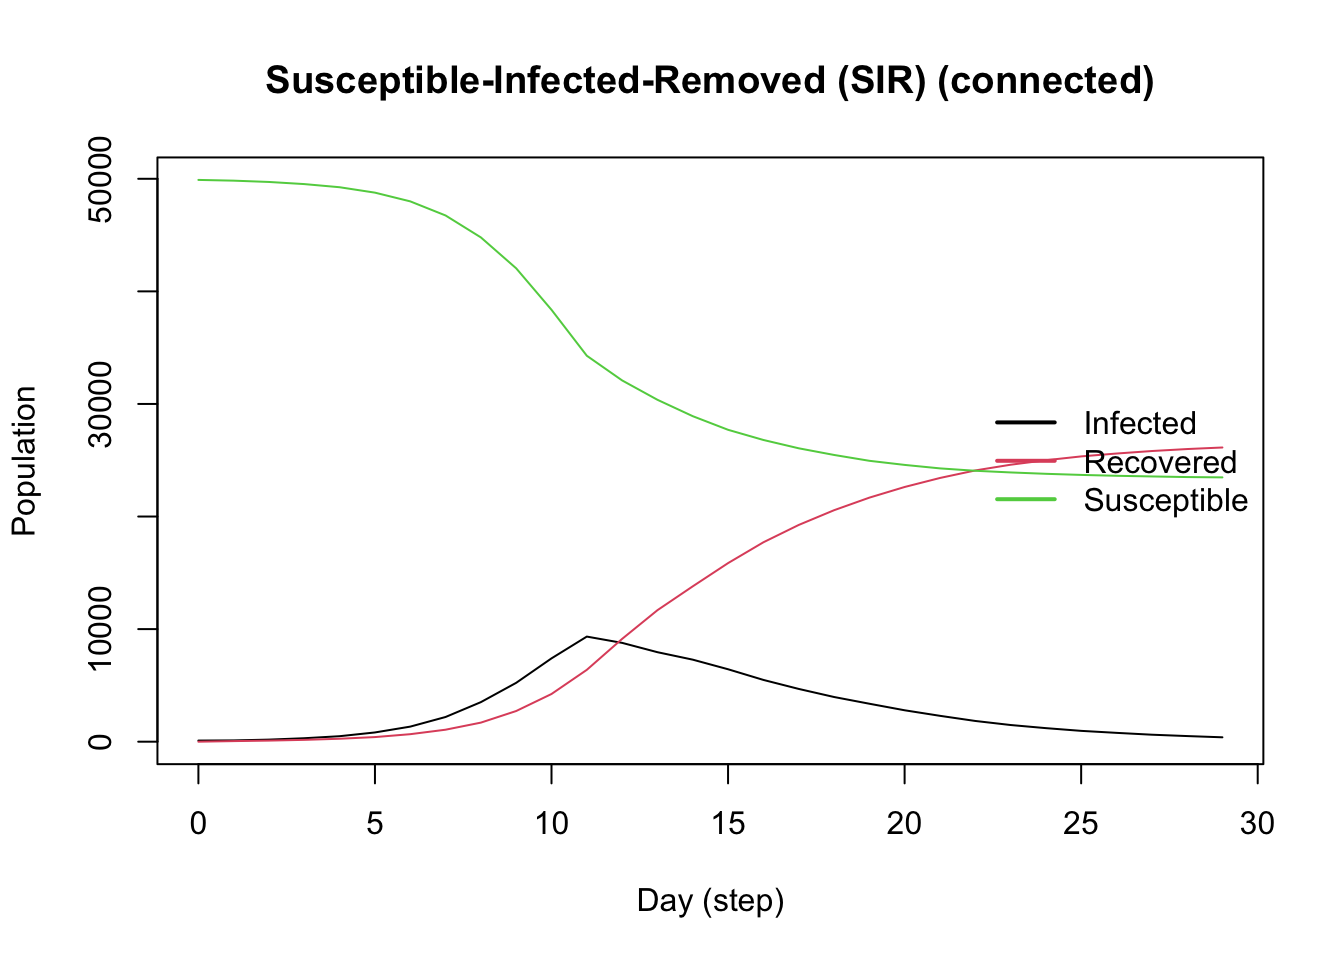 Susceptible-Infected-Removed (SIR) (connected)
Population
50000
30000
10000
0
Infected
Recovered
Susceptible
0 5 10 15 20 25 30
Day (step)